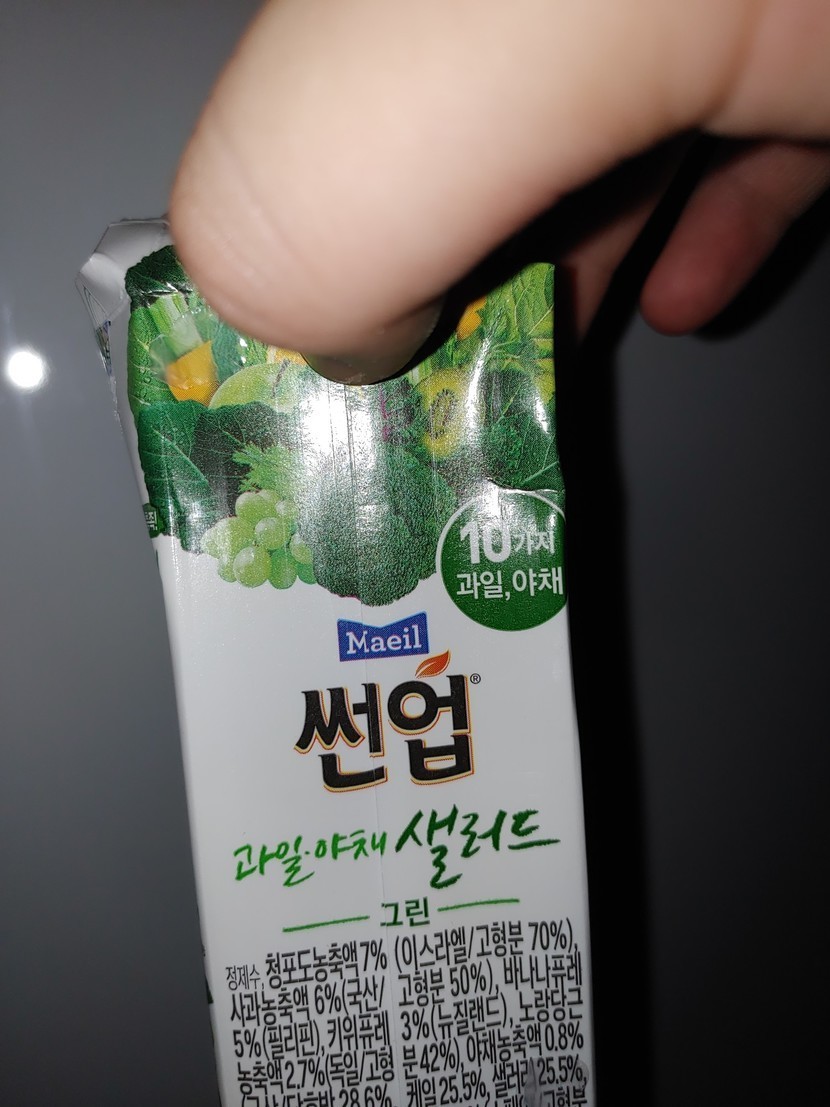 10가지
과일, 야채
Maeil
썬업®
과일·야채 샐러드
그린
정제수, 청포도농축액 7% (이스라엘/고형분 70%),
사과농축액 6%(국산/고형분 50%), 바나나퓨레
5%(필리핀), 키위퓨레 3%(뉴질랜드), 노랑당근
농축액 2.7%(독일/고형분42%), 야채농축액 0.8%
케일 25.5%, 샐러리 25.5%,